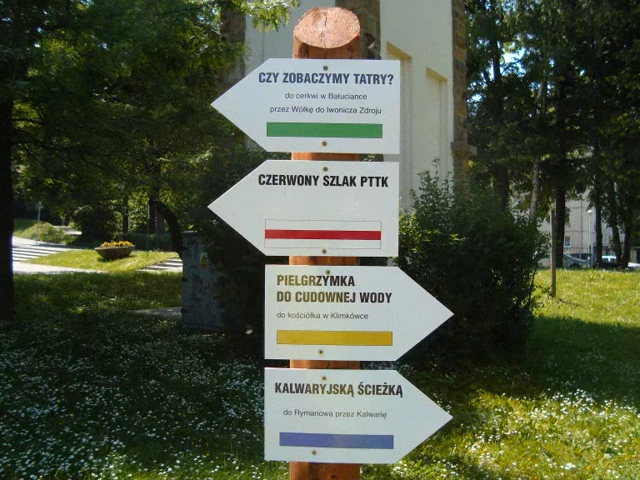 CZY ZOBACZYMY TATRY?
do cerkwi w Bałuciance
przez Wólkę do Iwonicza Zdroju
CZERWONY SZLAK PTTK
PIELGRZYMKA
DO CUDOWNEJ WODY
do kościółka w Klimkówce
KALWARYJSKĄ ŚCIEŻKĄ
do Rymanowa przez Kalwarię